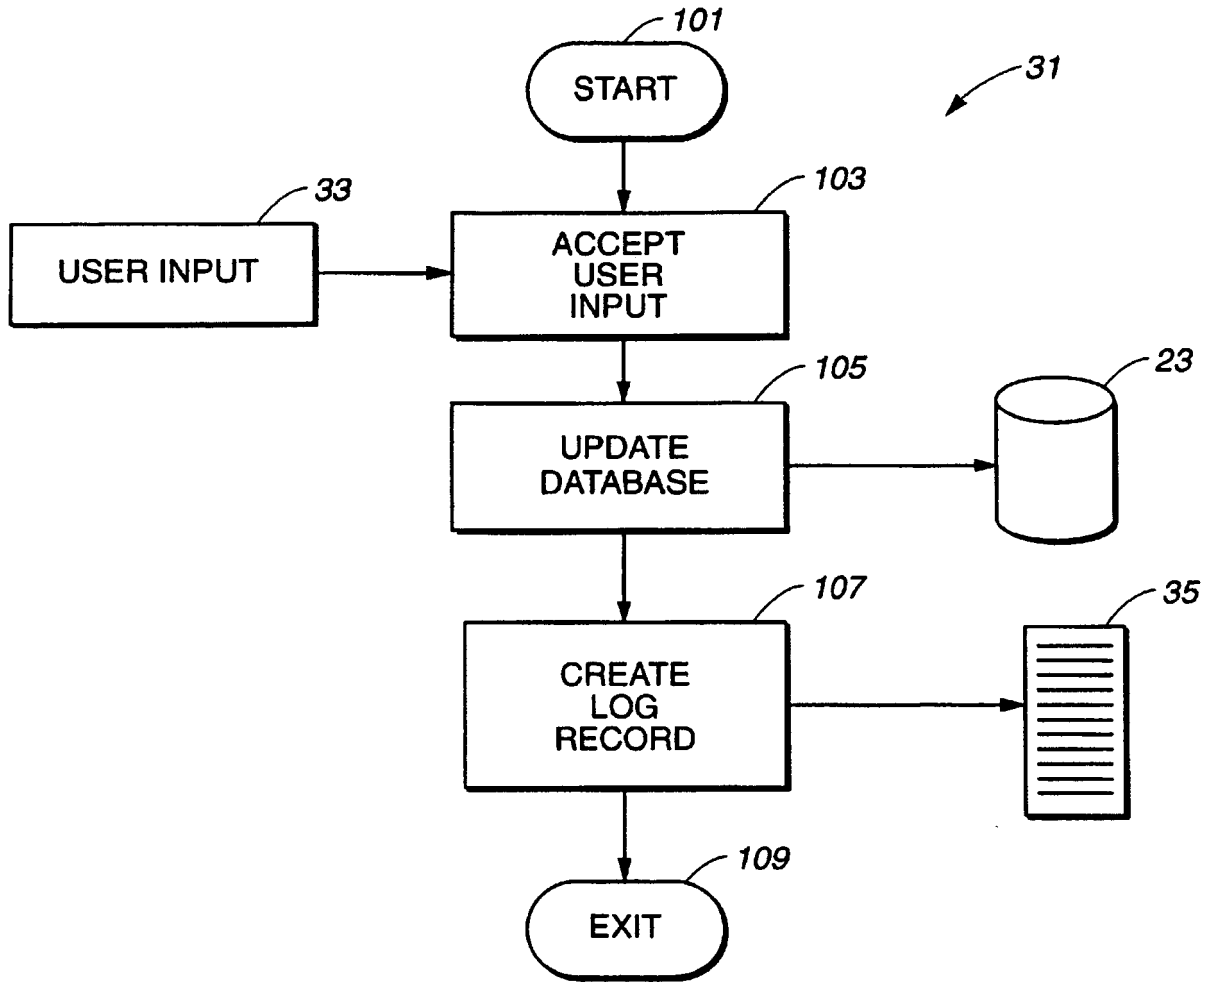 101
START
31
33
103
USER INPUT
ACCEPT
USER
INPUT
105
23
UPDATE
DATABASE
107
35
CREATE
LOG
RECORD
109
EXIT